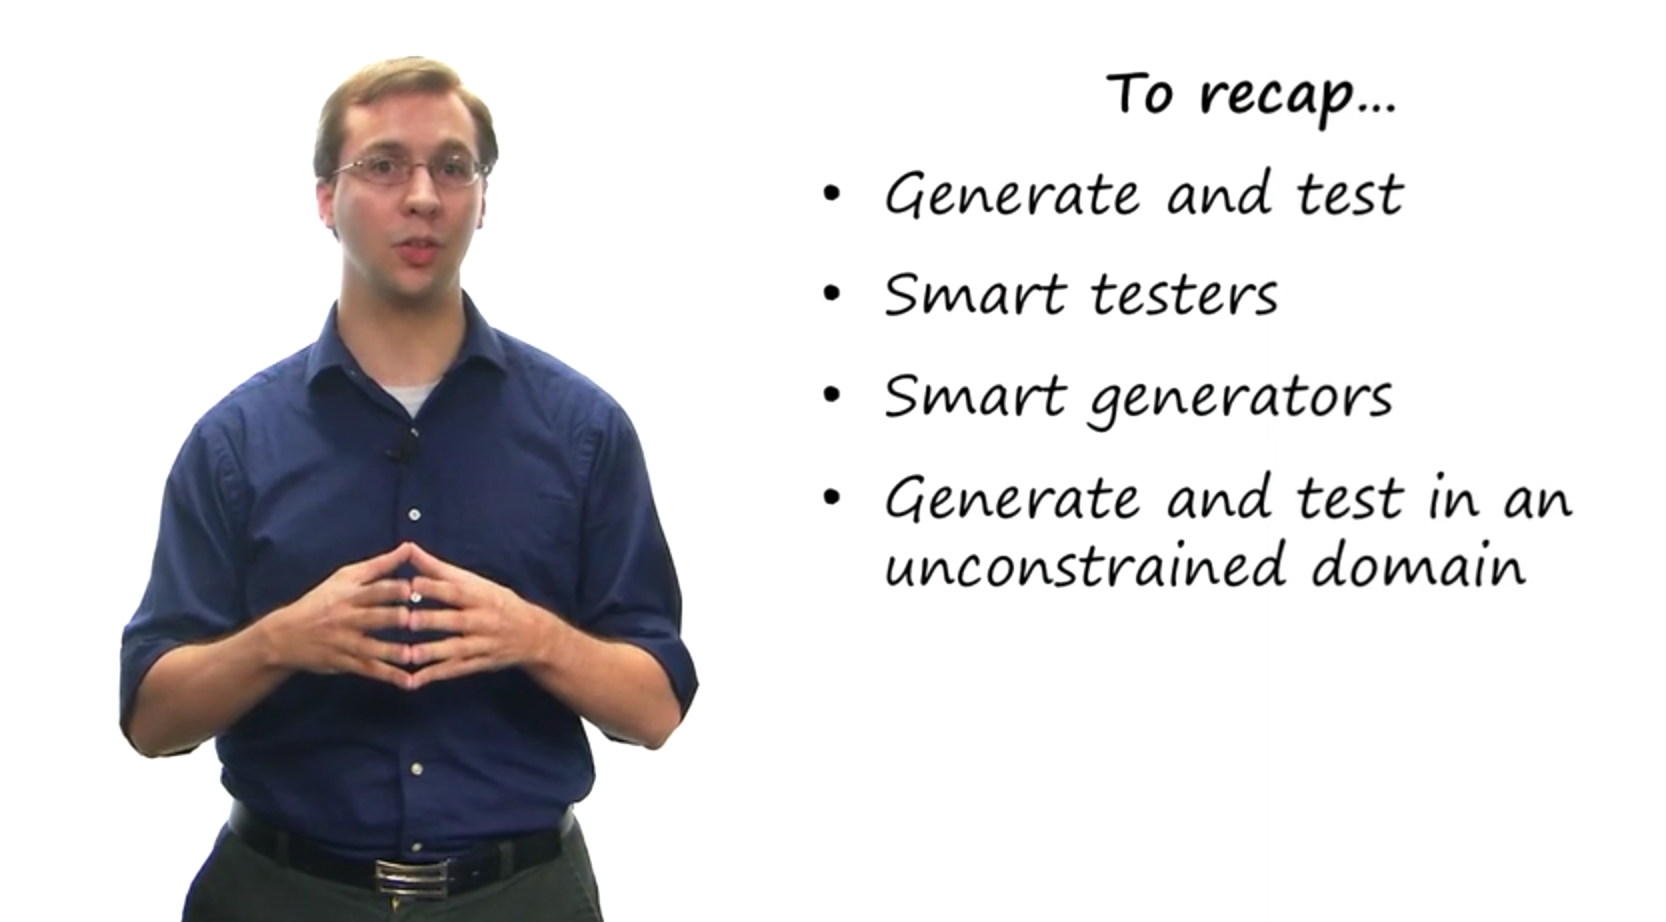 To recap...
• Generate and test
• Smart testers
• Smart generators
• Generate and test in an
unconstrained domain